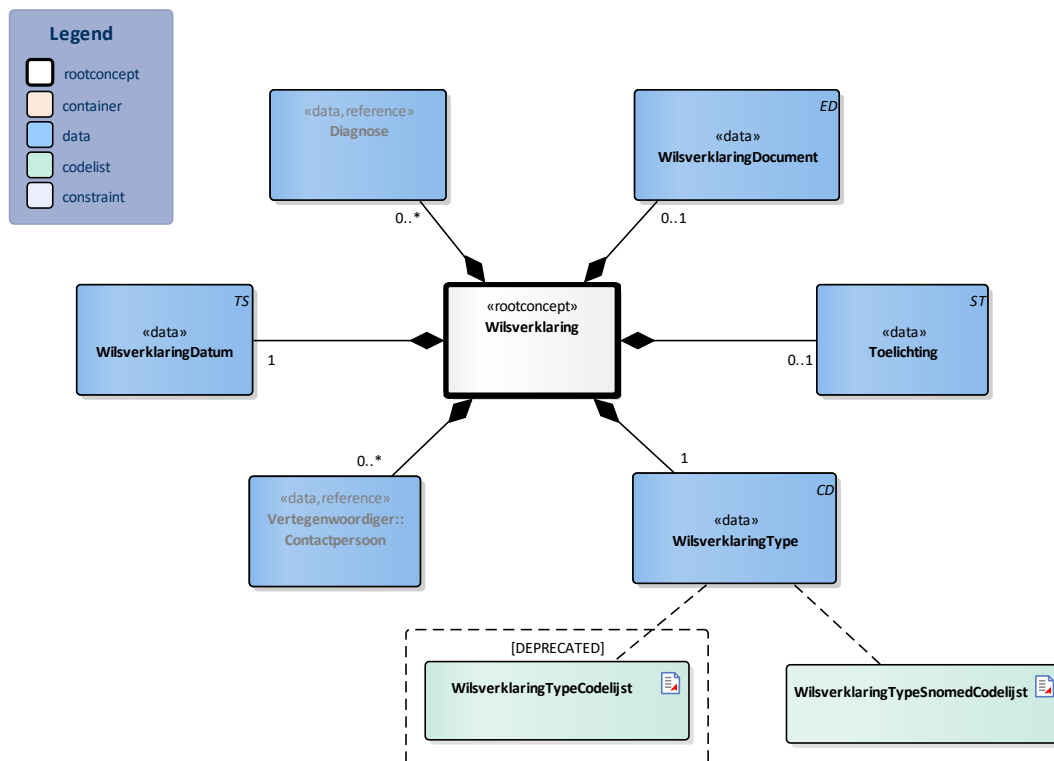 Legend
rootconcept
container
data
codelist
constraint
«data,reference»
Diagnose
0..*
ED
«data»
WilsverklaringDocument
0..1
TS
«data»
WilsverklaringDatum
1
«rootconcept»
Wilsverklaring
ST
«data»
Toelichting
0..1
0..*
«data,reference»
Vertegenwoordiger::
Contactpersoon
1
CD
«data»
WilsverklaringType
[DEPRECATED]
WilsverklaringTypeCodelijst
WilsverklaringTypeSnomedCodelijst